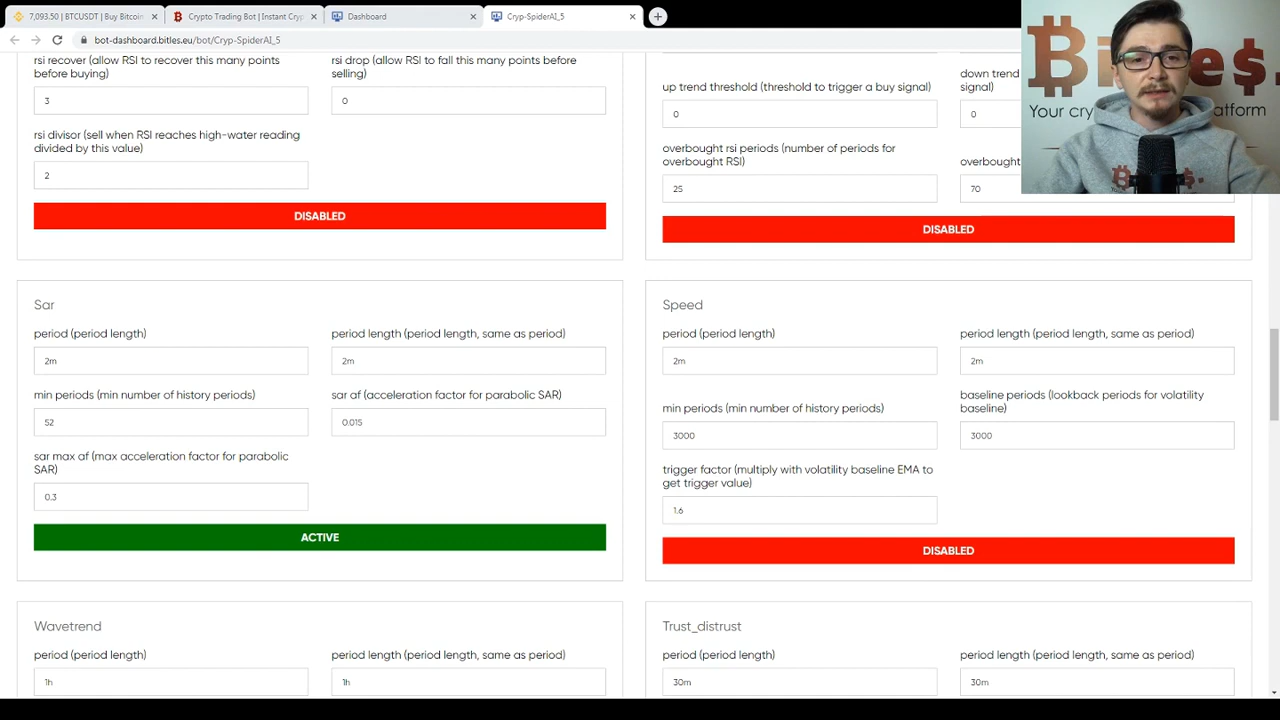 7,093.50 | BTCUSDT | Buy Bitcoin
Crypto Trading Bot | Instant Cryp
Dashboard
Cryp-SpiderAI_5
bot-dashboard.bitles.eu/bot/Cryp-SpiderAI_5
rsi recover (allow RSI to recover this many points
before buying)
3
rsi drop (allow RSI to fall this many points before
selling)
0
rsi divisor (sell when RSI reaches high-water reading
divided by this value)
2
DISABLED
up trend threshold (threshold to trigger a buy signal)
0
down trend
signal)
0
overbought rsi periods (number of periods for
overbought RSI)
25
overbought
70
DISABLED
Your cry
atform
Sar
period (period length)
2m
period length (period length, same as period)
2m
min periods (min number of history periods)
52
sar af (acceleration factor for parabolic SAR)
0.015
sar max af (max acceleration factor for parabolic
SAR)
0.3
ACTIVE
Speed
period (period length)
2m
period length (period length, same as period)
2m
min periods (min number of history periods)
3000
baseline periods (lookback periods for volatility
baseline)
3000
trigger factor (multiply with volatility baseline EMA to
get trigger value)
1.6
DISABLED
Wavetrend
period (period length)
1h
period length (period length, same as period)
1h
Trust_distrust
period (period length)
30m
period length (period length, same as period)
30m